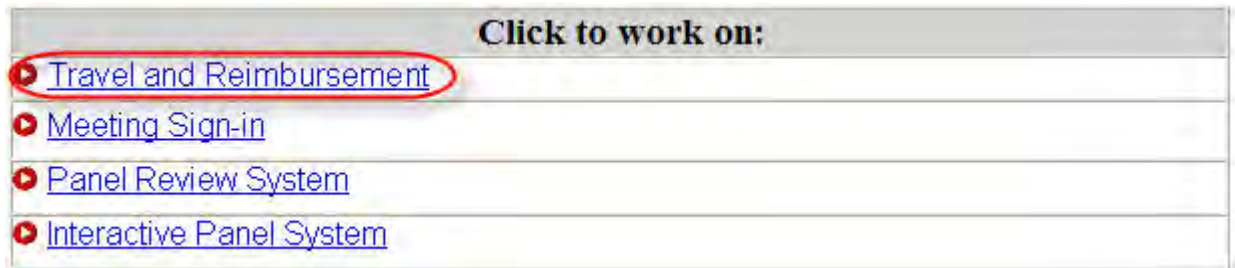 Click to work on:
Travel and Reimbursement
Meeting Sign-in
Panel Review System
Interactive Panel System